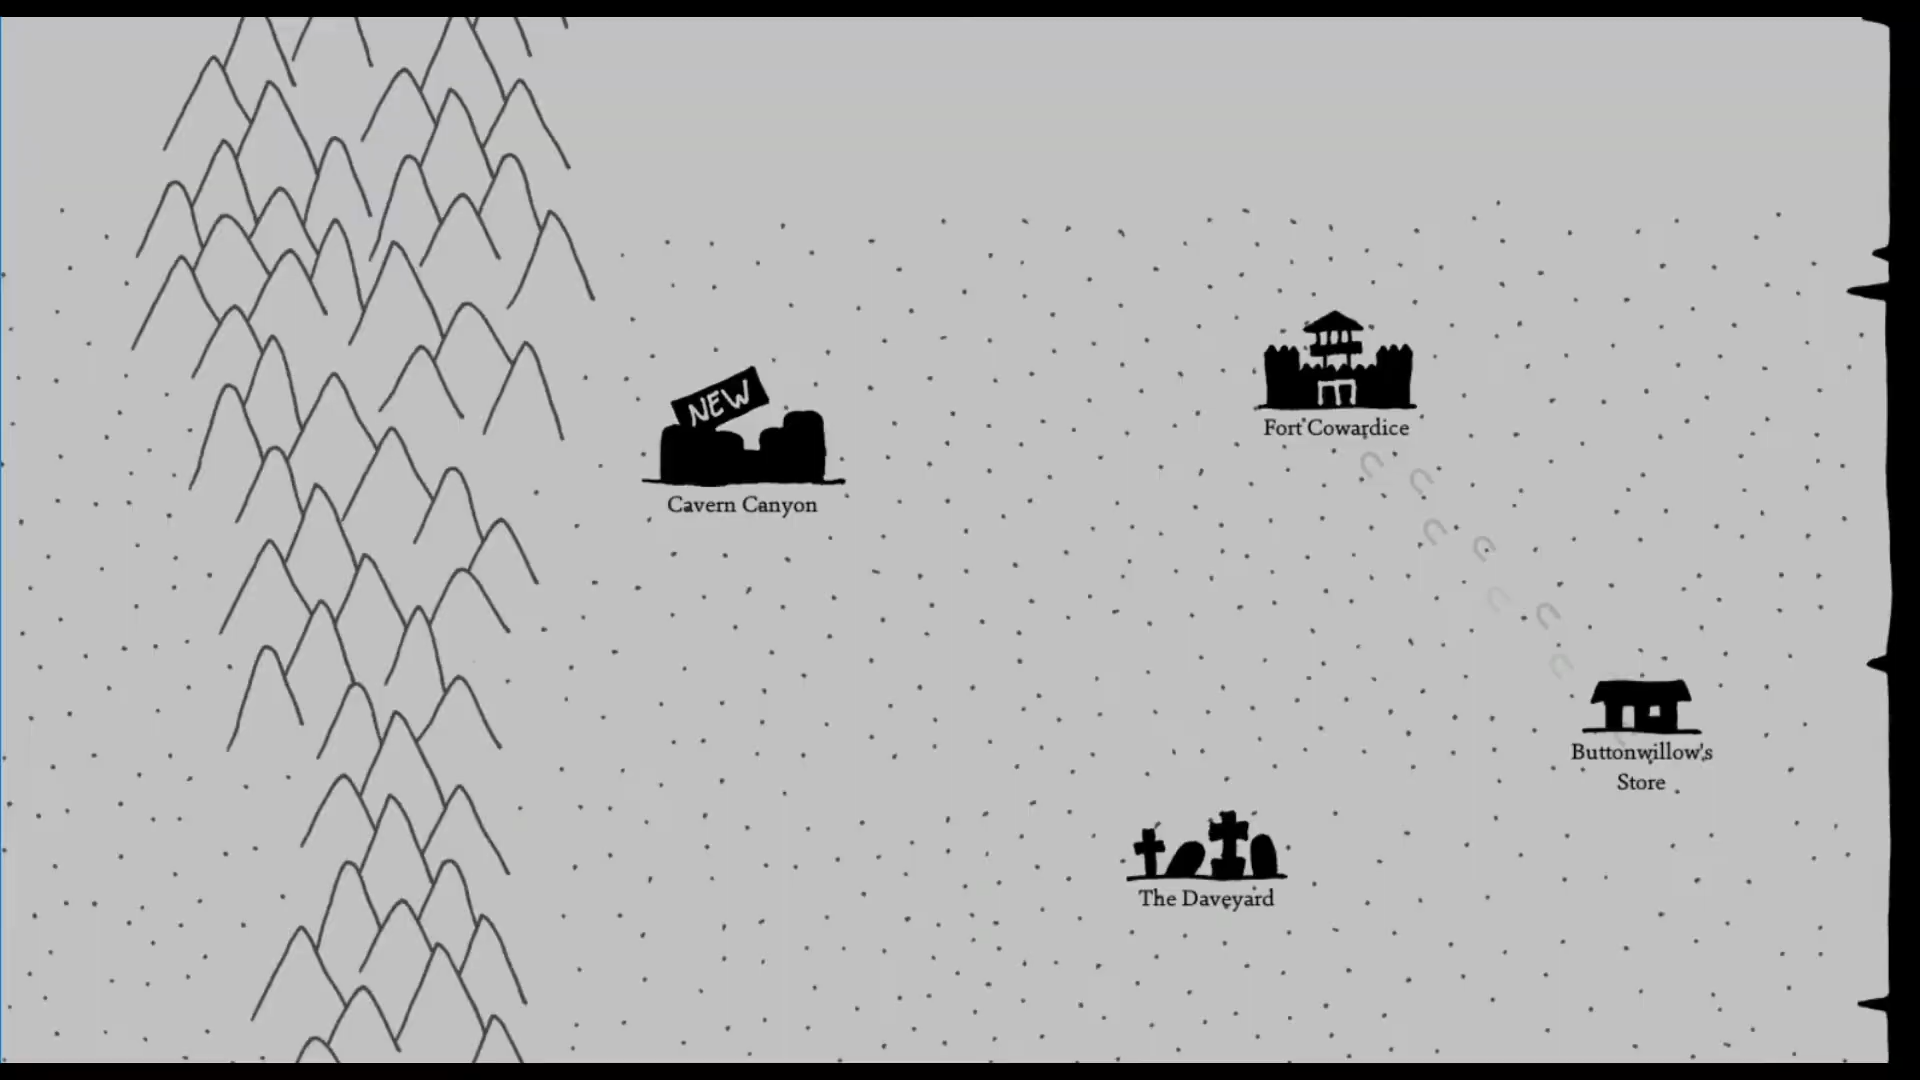 NEW
Cavern Canyon
Fort Cowardice
Buttonwillow's
Store
The Daveyard